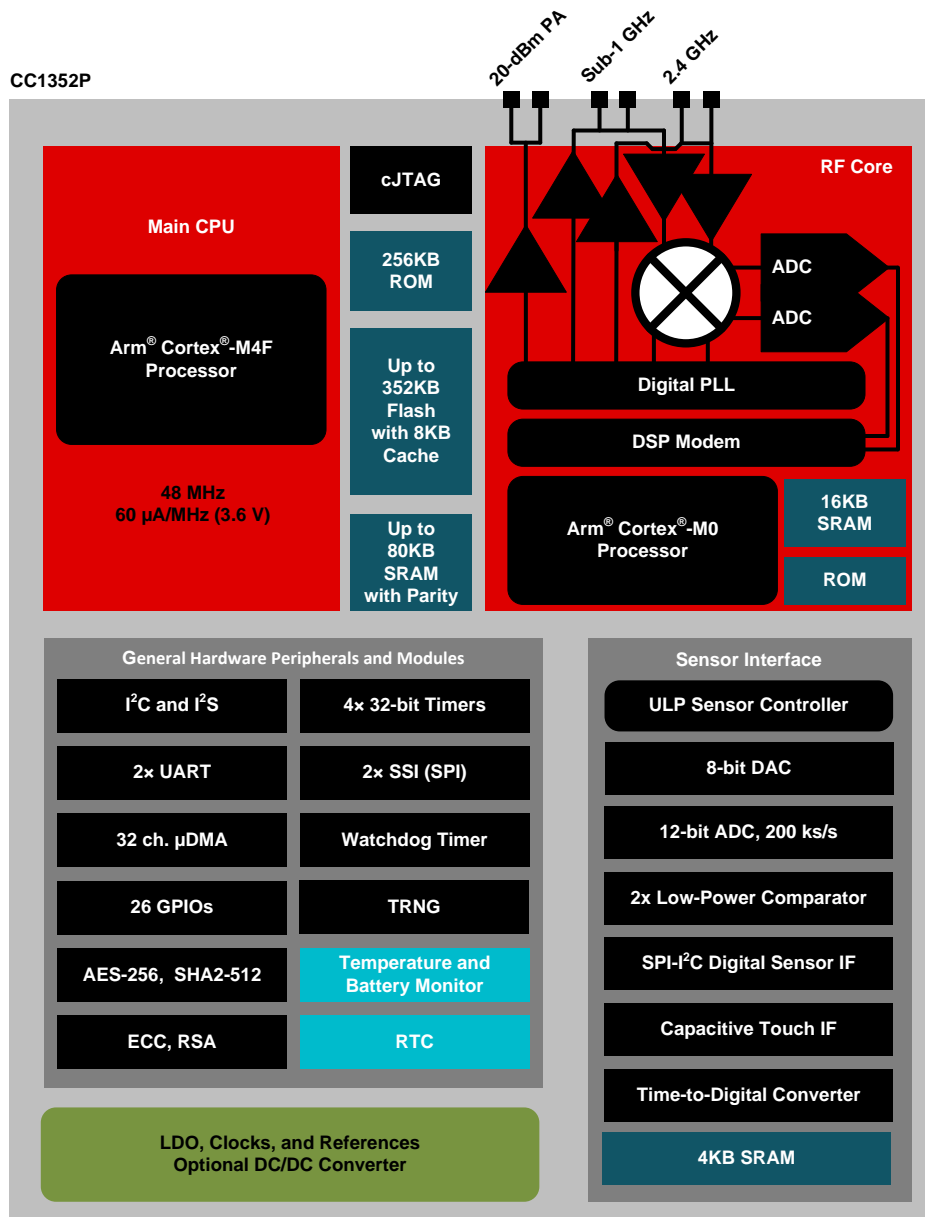 CC1352P
20-dBm PA
Sub-1 GHz
2.4 GHz
Main CPU
Arm® Cortex®-M4F
Processor
48 MHz
60 µA/MHz (3.6 V)
cJTAG
256KB
ROM
Up to
352KB
Flash
with 8KB
Cache
Up to
80KB
SRAM
with Parity
RF Core
ADC
ADC
Digital PLL
DSP Modem
Arm® Cortex®-M0
Processor
16KB
SRAM
ROM
General Hardware Peripherals and Modules
I²C and I²S
4× 32-bit Timers
2× UART
2× SSI (SPI)
32 ch. µDMA
Watchdog Timer
26 GPIOs
TRNG
AES-256, SHA2-512
Temperature and
Battery Monitor
ECC, RSA
RTC
LDO, Clocks, and References
Optional DC/DC Converter
Sensor Interface
ULP Sensor Controller
8-bit DAC
12-bit ADC, 200 ks/s
2x Low-Power Comparator
SPI-I²C Digital Sensor IF
Capacitive Touch IF
Time-to-Digital Converter
4KB SRAM